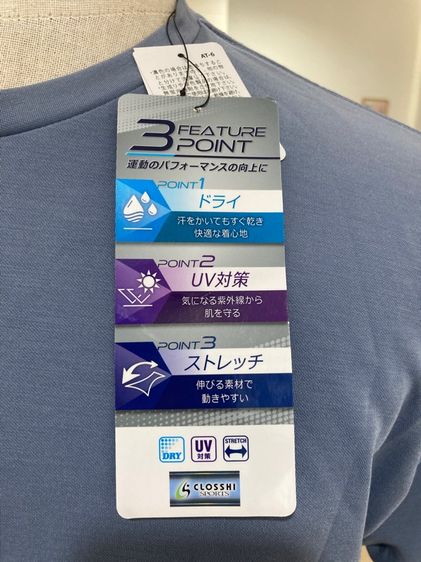 AT-6
3 FEATURE
POINT
運動のパフォーマンスの向上に
POINT1
ドライ
汗をかいてもすぐ乾き
快適な着心地
POINT2
UV対策
気になる紫外線から
肌を守る
POINT3
ストレッチ
伸びる素材で
動きやすい
DRY
UV
対策
STRETCH
CLOSSHI
SPORTS